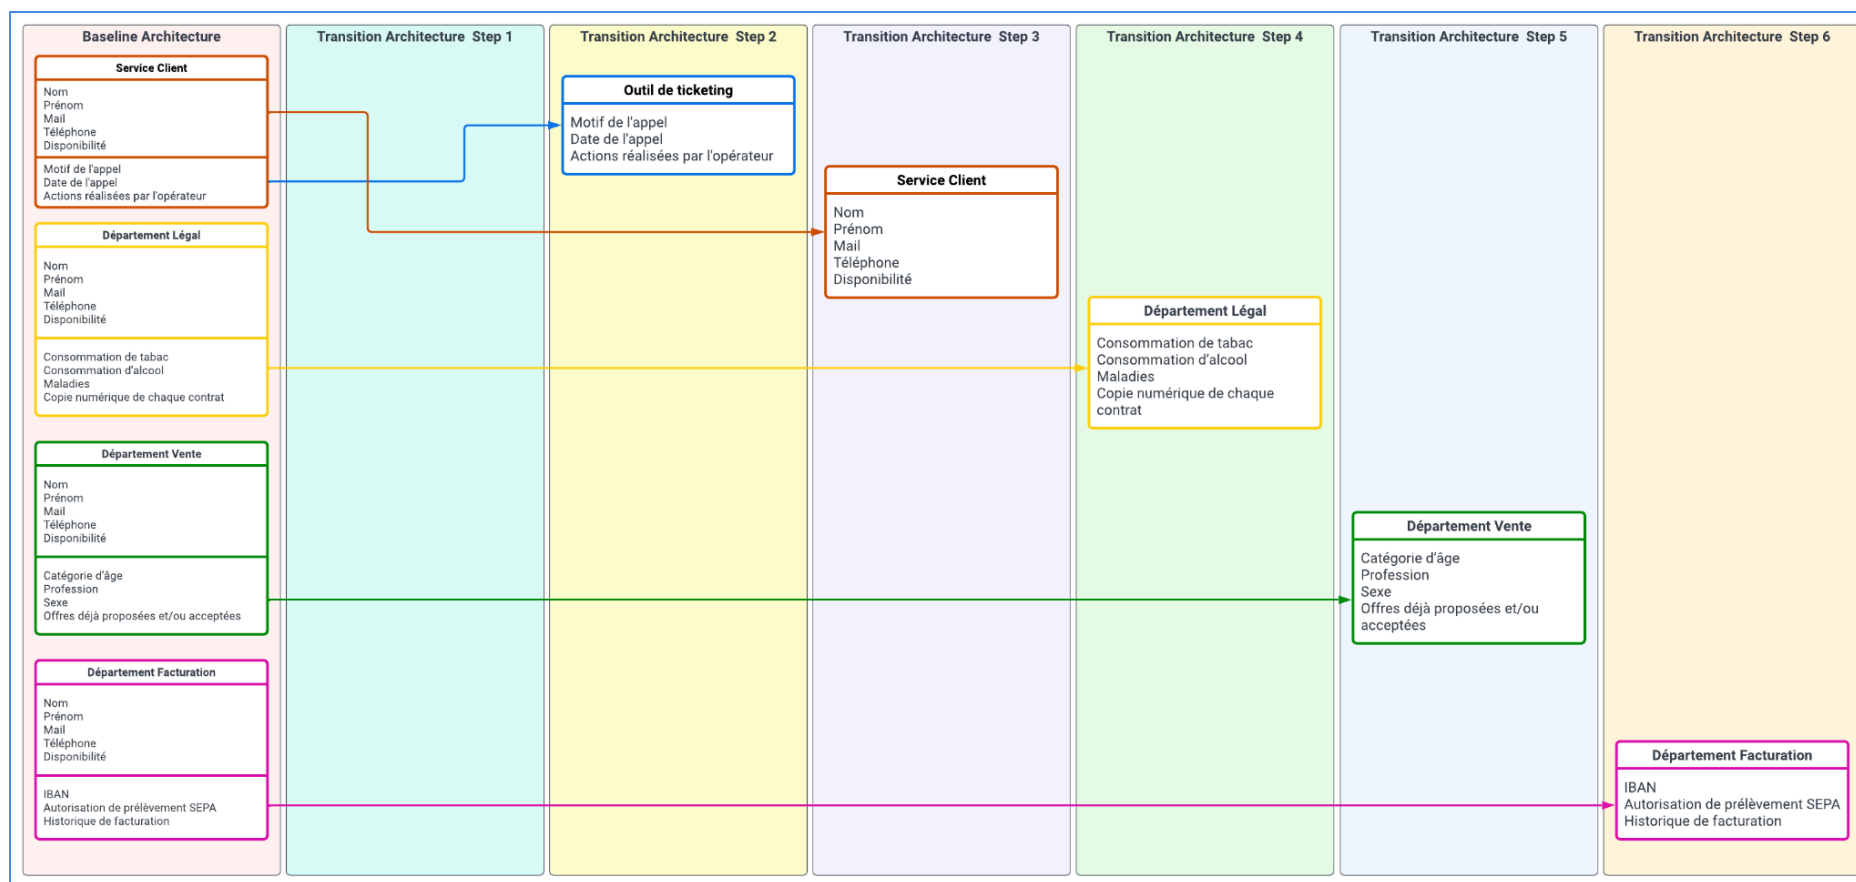 Baseline Architecture
Service Client
Nom
Prénom
Mail
Téléphone
Disponibilité
Motif de l'appel
Date de l'appel
Actions réalisées par l'opérateur
Département Légal
Nom
Prénom
Mail
Téléphone
Disponibilité
Consommation de tabac
Consommation d'alcool
Maladies
Copie numérique de chaque contrat
Département Vente
Nom
Prénom
Mail
Téléphone
Disponibilité
Catégorie d'âge
Profession
Sexe
Offres déjà proposées et/ou acceptées
Département Facturation
Nom
Prénom
Mail
Téléphone
Disponibilité
IBAN
Autorisation de prélèvement SEPA
Historique de facturation
Transition Architecture Step 1
Transition Architecture Step 2
Outil de ticketing
Motif de l'appel
Date de l'appel
Actions réalisées par l'opérateur
Transition Architecture Step 3
Service Client
Nom
Prénom
Mail
Téléphone
Disponibilité
Transition Architecture Step 4
Département Légal
Consommation de tabac
Consommation d'alcool
Maladies
Copie numérique de chaque
contrat
Transition Architecture Step 5
Département Vente
Catégorie d'âge
Profession
Sexe
Offres déjà proposées et/ou
acceptées
Transition Architecture Step 6
Département Facturation
IBAN
Autorisation de prélèvement SEPA
Historique de facturation